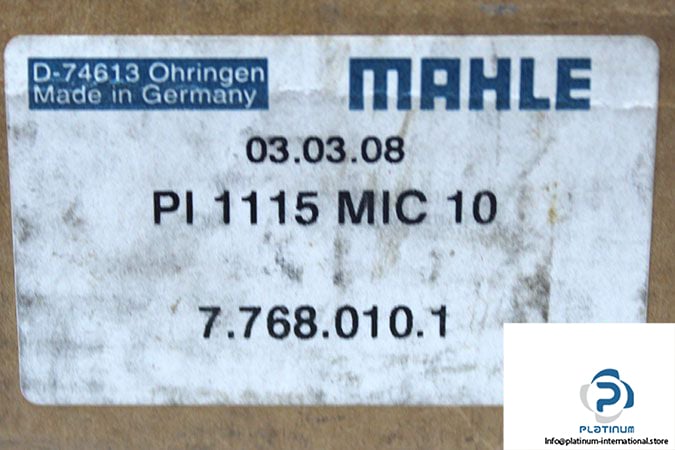 D-74613 Ohringen
Made in Germany
MAHLE
03.03.08
PI 1115 MIC 10
7.768.010.1
PLATINUM
Info@platinum-international.store